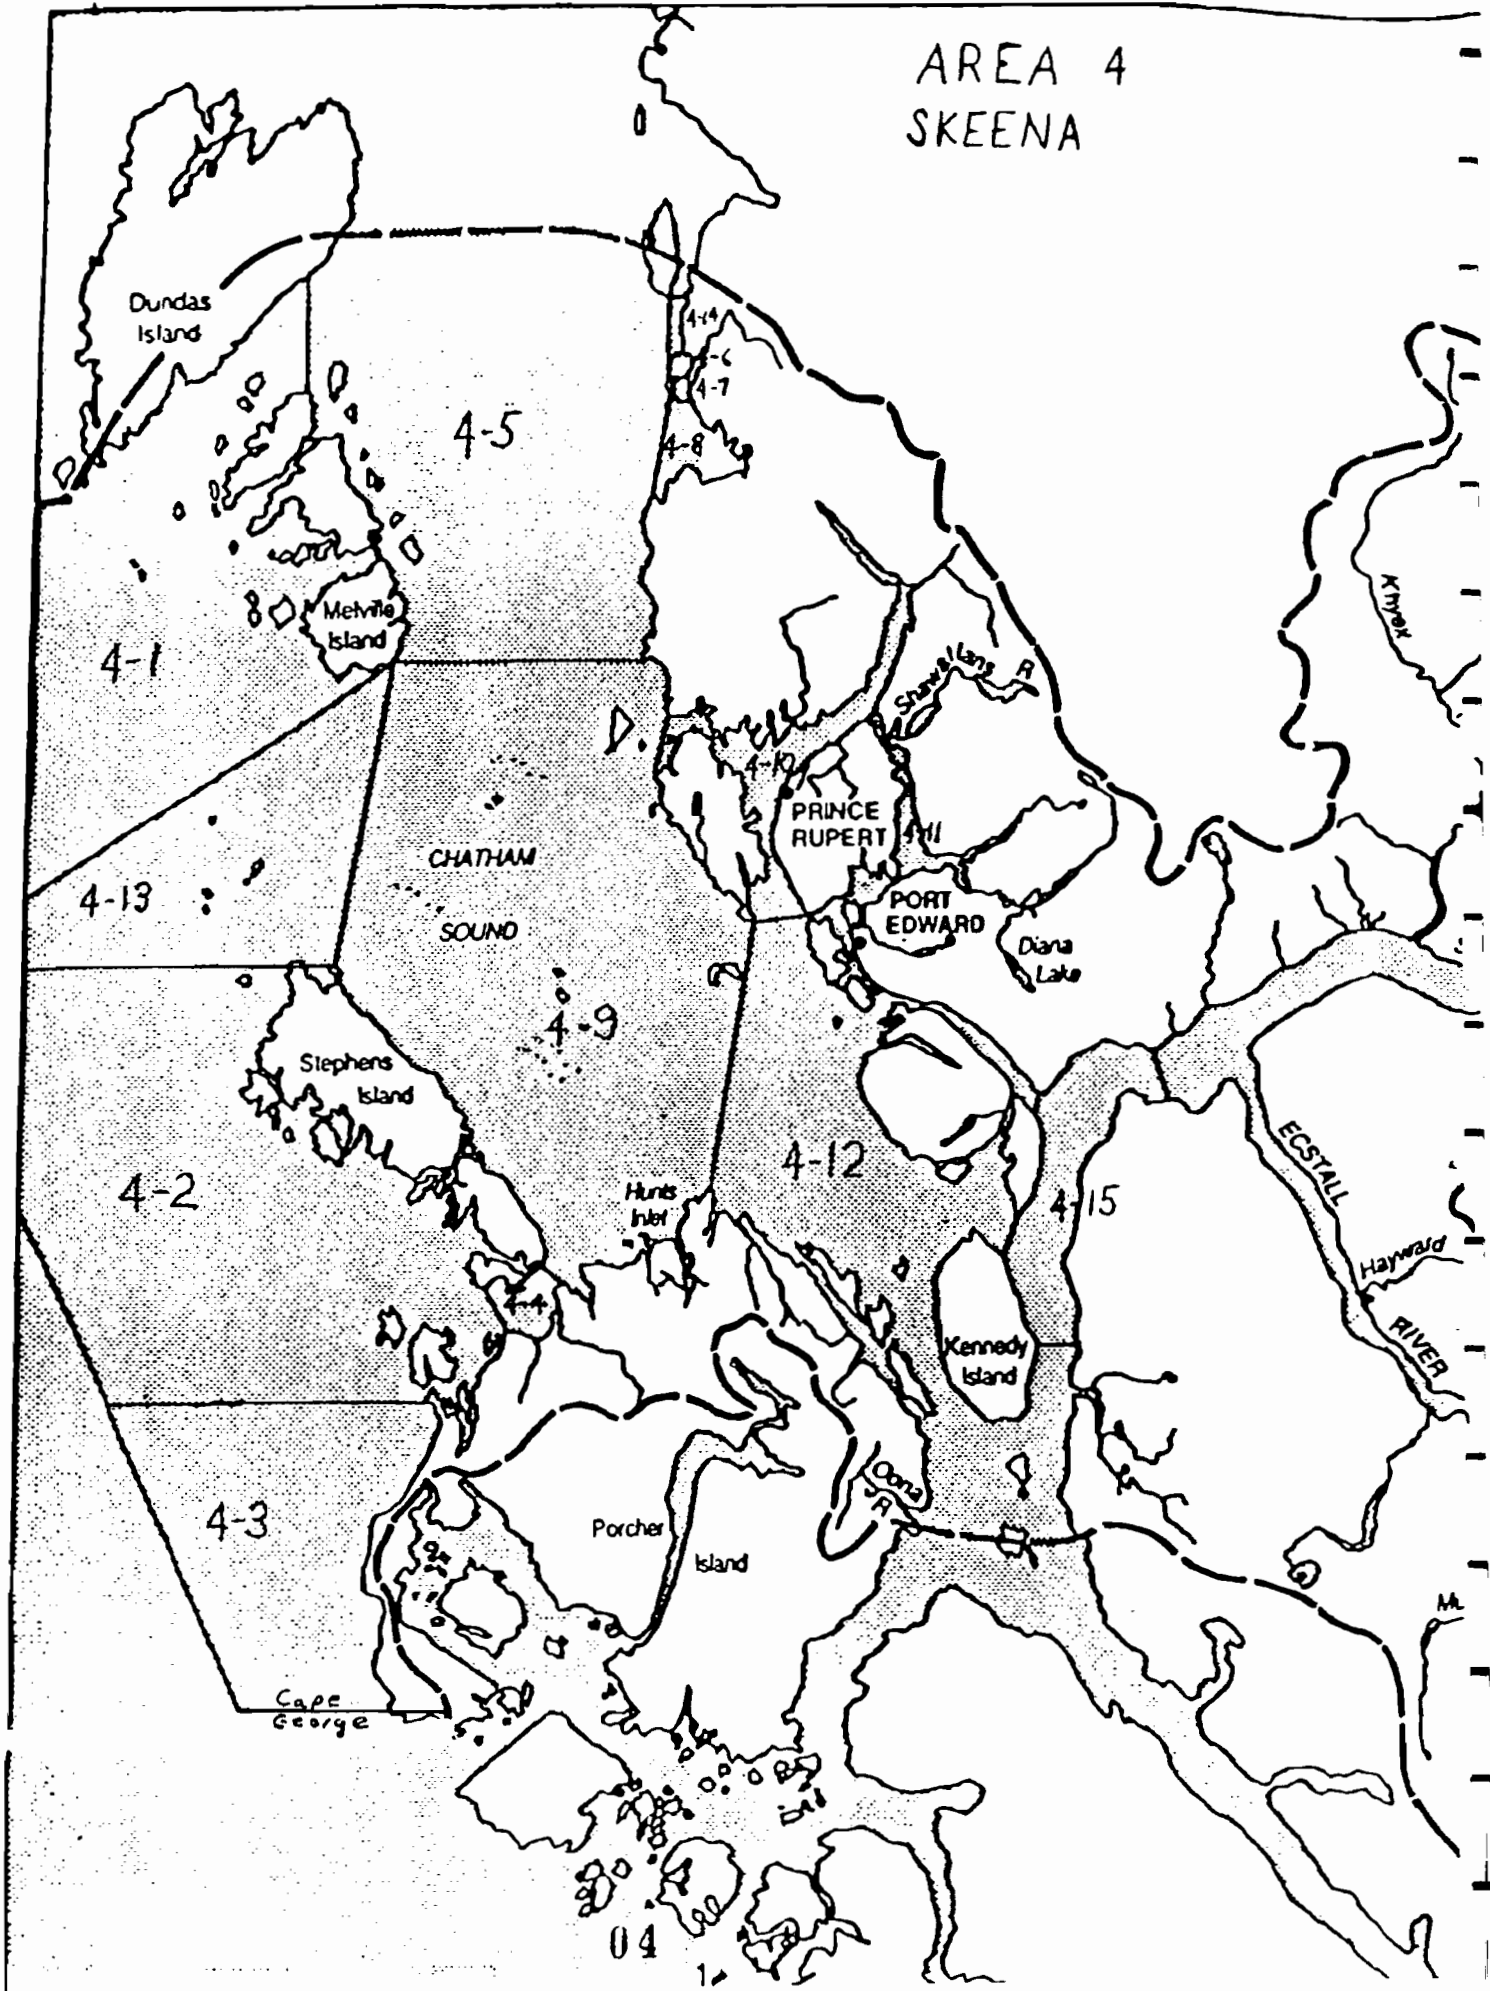 AREA 4
SKEENA
Dundas
Island
4-14
4-6
4-7
4-5
4-8
Khyex
Melville
Island
4-1
Shawatlans R
4-10
PRINCE
RUPERT
4-11
CHATHAM
4-13
PORT
EDWARD
SOUND
Diana
Lake
4-9
Stephens
Island
ECSTALL
4-12
4-2
Hunts
Inlet
4-15
Hayward
4-4
RIVER
Kennedy
Island
Oona
R
4-3
Porcher
Island
Cape
George
04